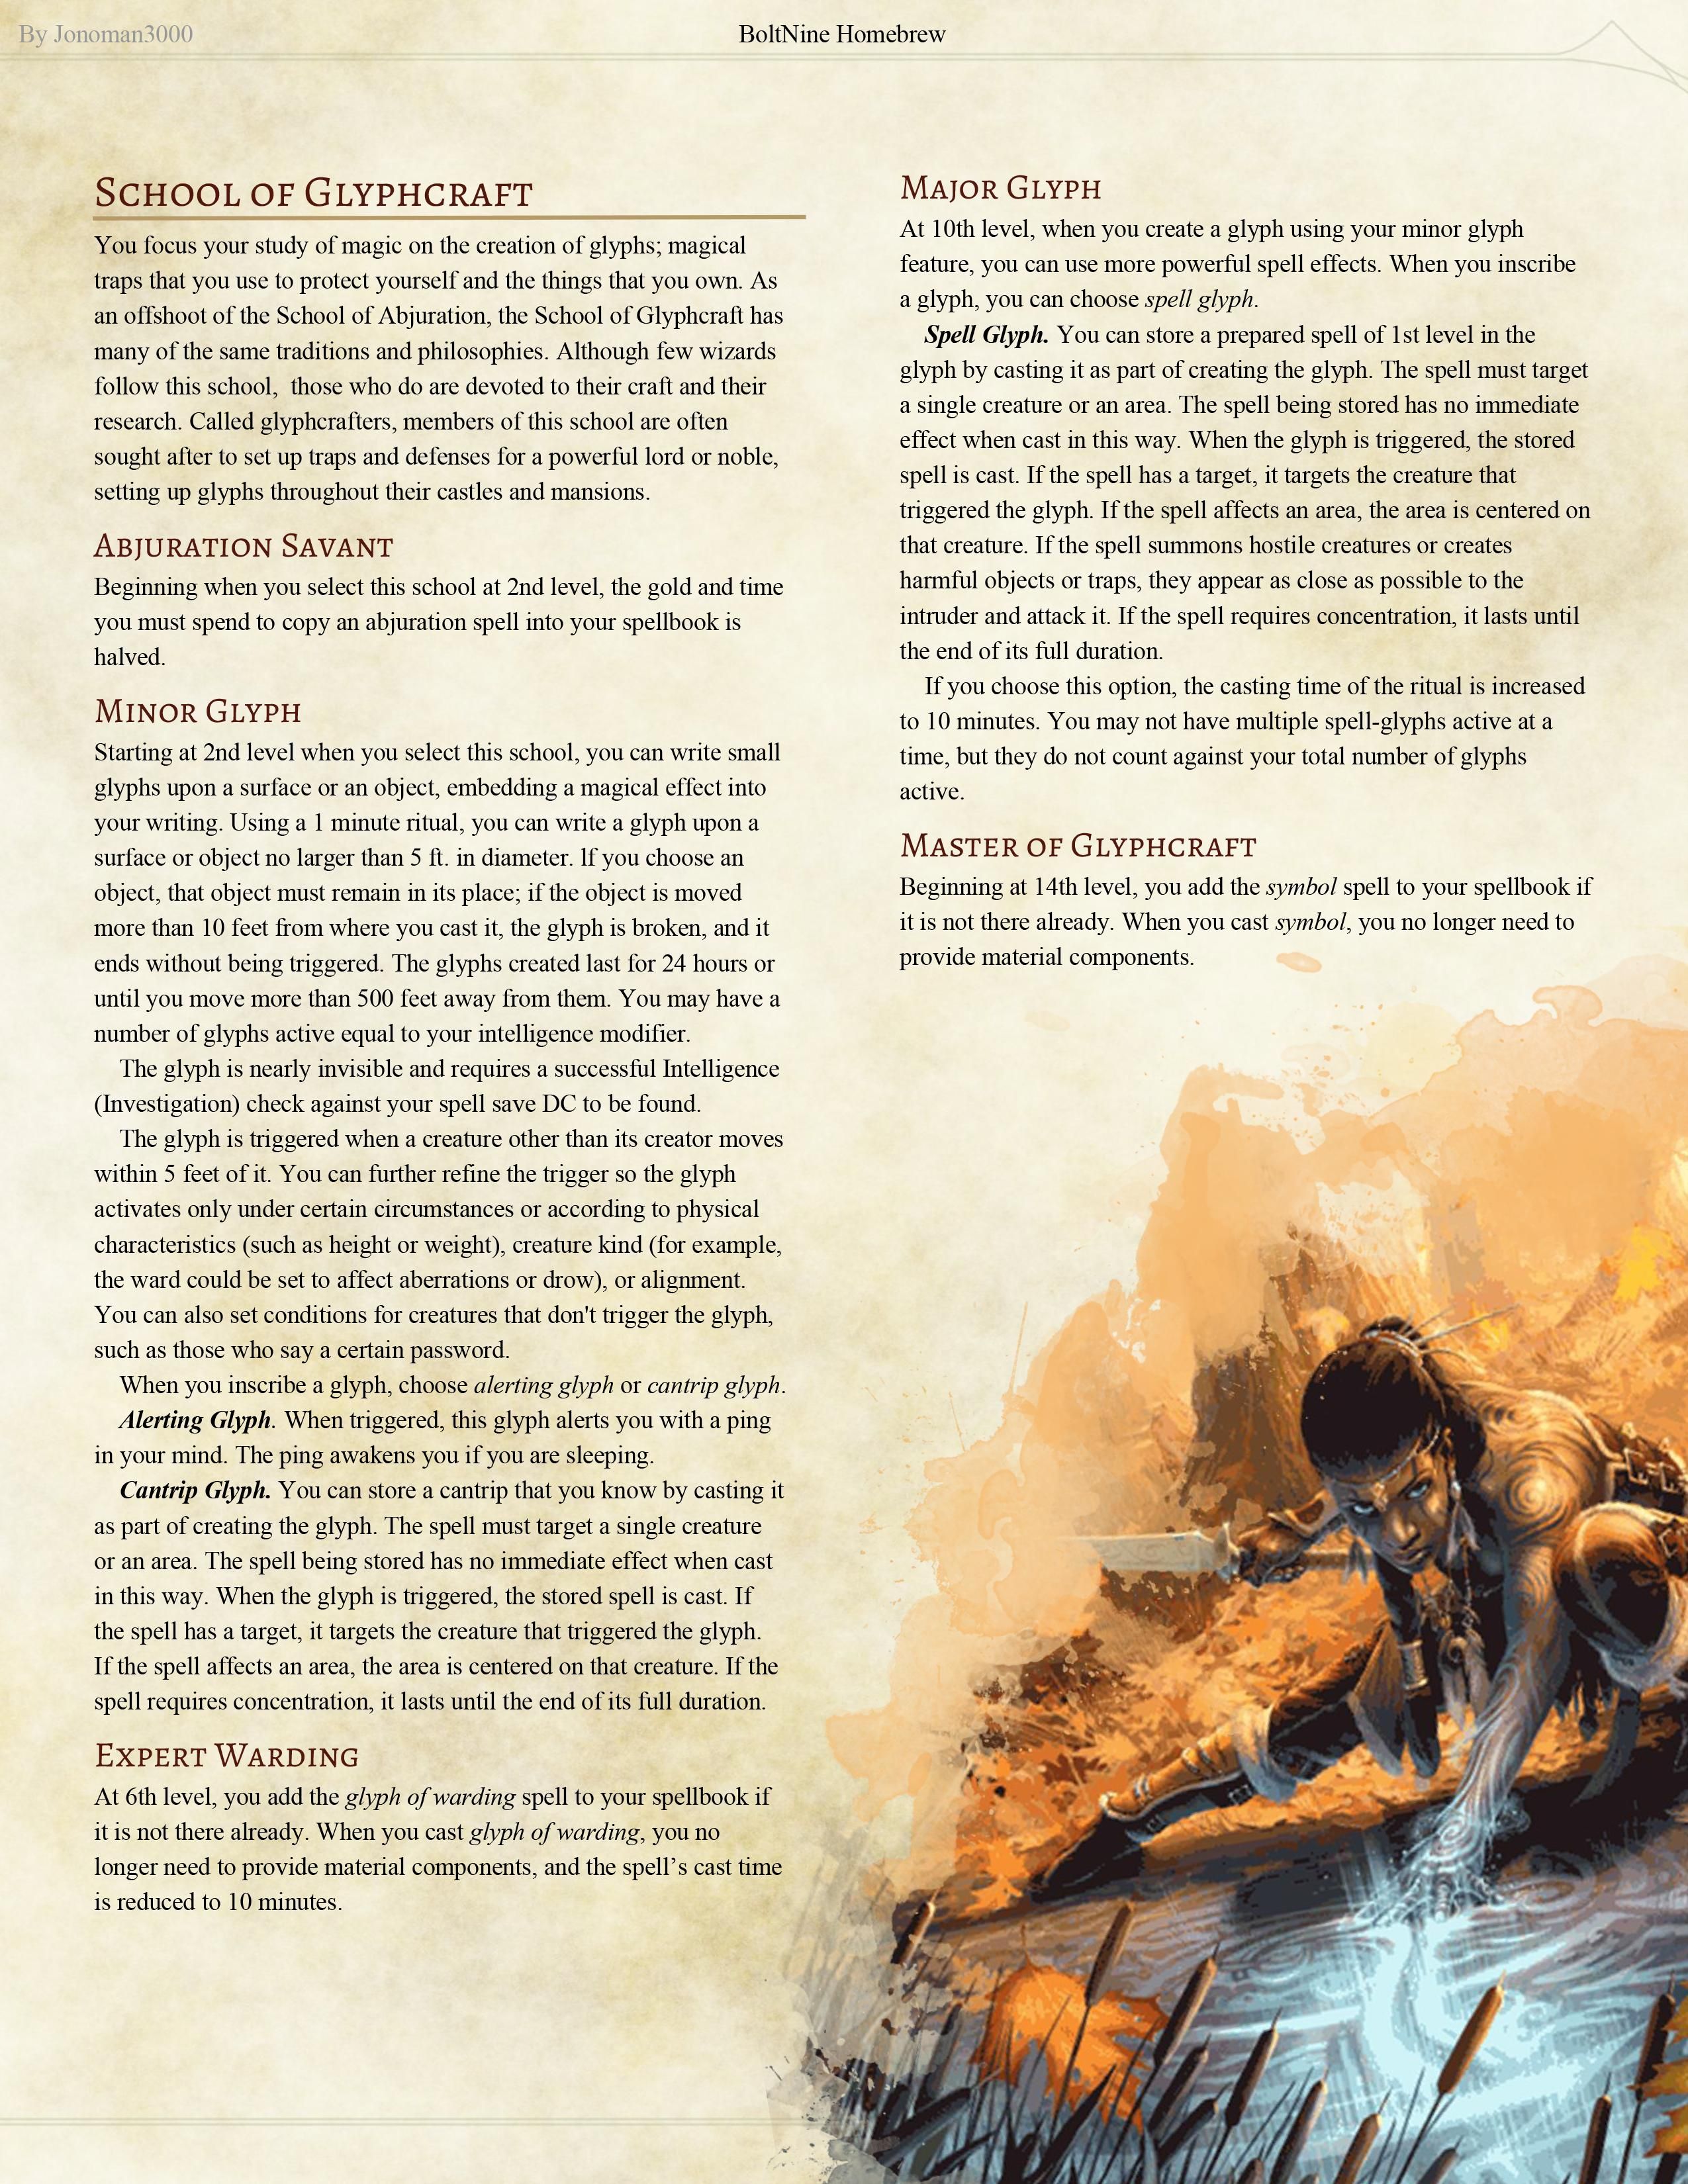 By Jonoman3000
BoltNine Homebrew
School of Glyphcraft
You focus your study of magic on the creation of glyphs; magical
traps that you use to protect yourself and the things that you own. As
an offshoot of the School of Abjuration, the School of Glyphcraft has
many of the same traditions and philosophies. Although few wizards
follow this school,  those who do are devoted to their craft and their
research. Called glyphcrafters, members of this school are often
sought after to set up traps and defenses for a powerful lord or noble,
setting up glyphs throughout their castles and mansions.
Abjuration Savant
Beginning when you select this school at 2nd level, the gold and time
you must spend to copy an abjuration spell into your spellbook is
halved.
Minor Glyph
Starting at 2nd level when you select this school, you can write small
glyphs upon a surface or an object, embedding a magical effect into
your writing. Using a 1 minute ritual, you can write a glyph upon a
surface or object no larger than 5 ft. in diameter. lf you choose an
object, that object must remain in its place; if the object is moved
more than 10 feet from where you cast it, the glyph is broken, and it
ends without being triggered. The glyphs created last for 24 hours or
until you move more than 500 feet away from them. You may have a
number of glyphs active equal to your intelligence modifier.
The glyph is nearly invisible and requires a successful Intelligence
(Investigation) check against your spell save DC to be found.
The glyph is triggered when a creature other than its creator moves
within 5 feet of it. You can further refine the trigger so the glyph
activates only under certain circumstances or according to physical
characteristics (such as height or weight), creature kind (for example,
the ward could be set to affect aberrations or drow), or alignment.
You can also set conditions for creatures that don't trigger the glyph,
such as those who say a certain password.
When you inscribe a glyph, choose alerting glyph or cantrip glyph.
Alerting Glyph. When triggered, this glyph alerts you with a ping
in your mind. The ping awakens you if you are sleeping.
Cantrip Glyph. You can store a cantrip that you know by casting it
as part of creating the glyph. The spell must target a single creature
or an area. The spell being stored has no immediate effect when cast
in this way. When the glyph is triggered, the stored spell is cast. If
the spell has a target, it targets the creature that triggered the glyph.
If the spell affects an area, the area is centered on that creature. If the
spell requires concentration, it lasts until the end of its full duration.
Expert Warding
At 6th level, you add the glyph of warding spell to your spellbook if
it is not there already. When you cast glyph of warding, you no
longer need to provide material components, and the spell’s cast time
is reduced to 10 minutes.
Major Glyph
At 10th level, when you create a glyph using your minor glyph
feature, you can use more powerful spell effects. When you inscribe
a glyph, you can choose spell glyph.
Spell Glyph. You can store a prepared spell of 1st level in the
glyph by casting it as part of creating the glyph. The spell must target
a single creature or an area. The spell being stored has no immediate
effect when cast in this way. When the glyph is triggered, the stored
spell is cast. If the spell has a target, it targets the creature that
triggered the glyph. If the spell affects an area, the area is centered on
that creature. If the spell summons hostile creatures or creates
harmful objects or traps, they appear as close as possible to the
intruder and attack it. If the spell requires concentration, it lasts until
the end of its full duration.
If you choose this option, the casting time of the ritual is increased
to 10 minutes. You may not have multiple spell-glyphs active at a
time, but they do not count against your total number of glyphs
active.
Master of Glyphcraft
Beginning at 14th level, you add the symbol spell to your spellbook if
it is not there already. When you cast symbol, you no longer need to
provide material components.